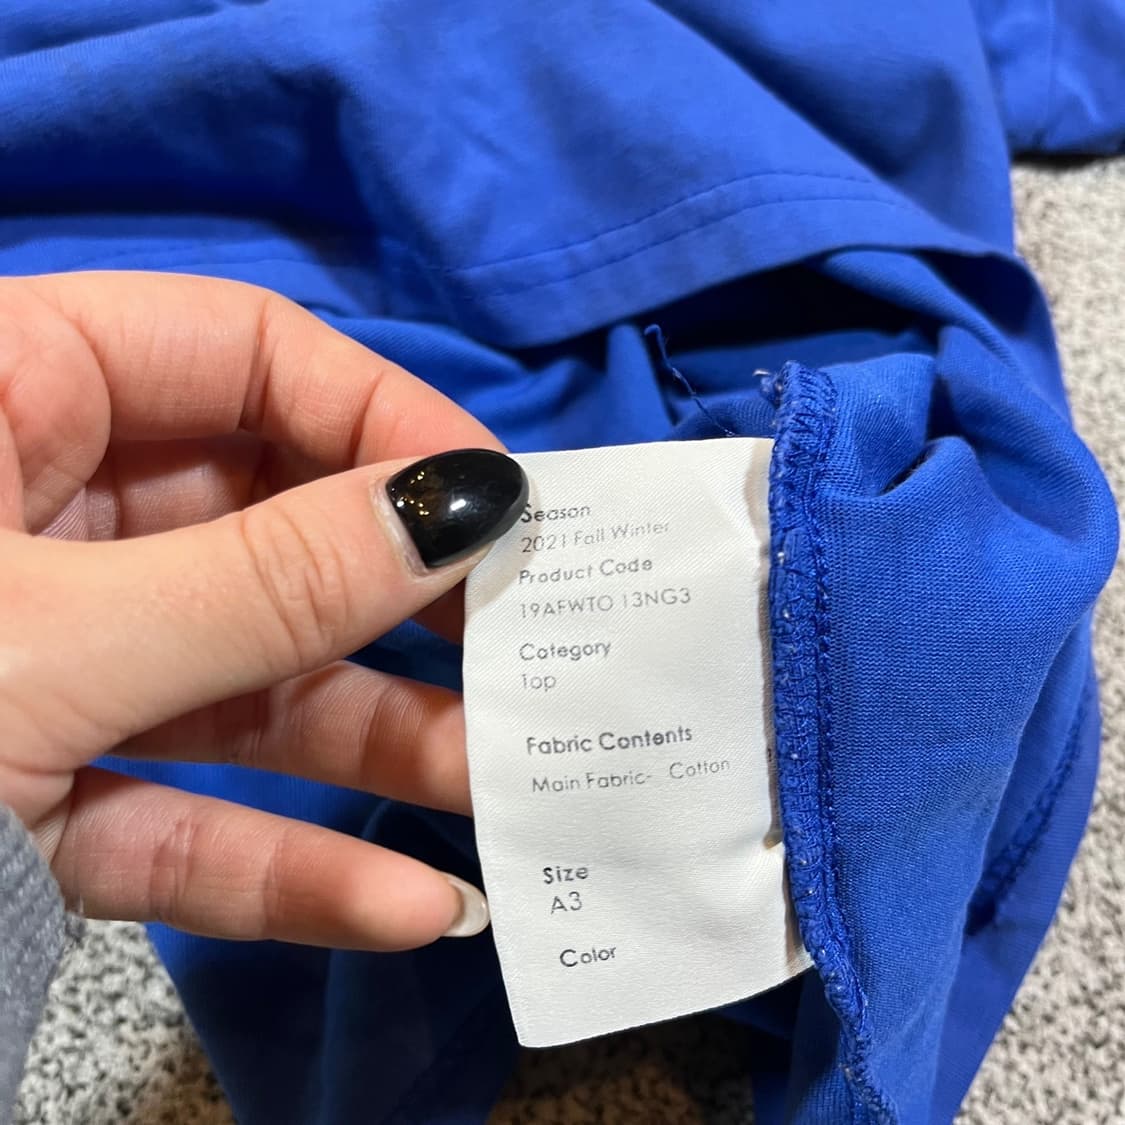 Season
2021 Fall Winter
Product Code
19AFWTO 13NG3
Category
Top
Fabric Contents
Main Fabric- Cotton
Size
A3
Color